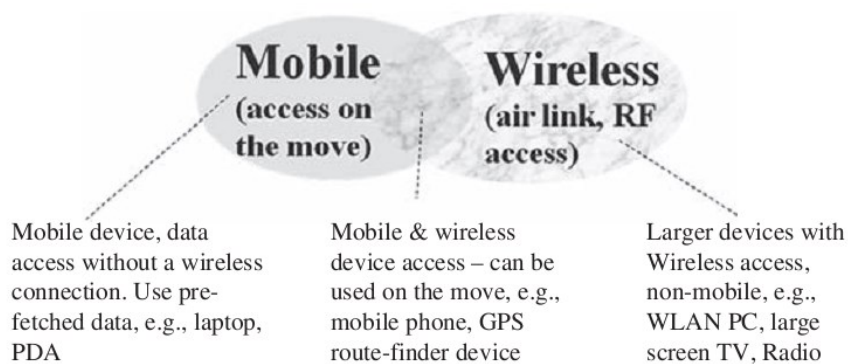 Mobile
(access on
the move)
Wireless
(air link, RF
access)
Mobile device, data
access without a wireless
connection. Use pre-
fetched data, e.g., laptop,
PDA
Mobile & wireless
device access – can be
used on the move, e.g.,
mobile phone, GPS
route-finder device
Larger devices with
Wireless access,
non-mobile, e.g.,
WLAN PC, large
screen TV, Radio